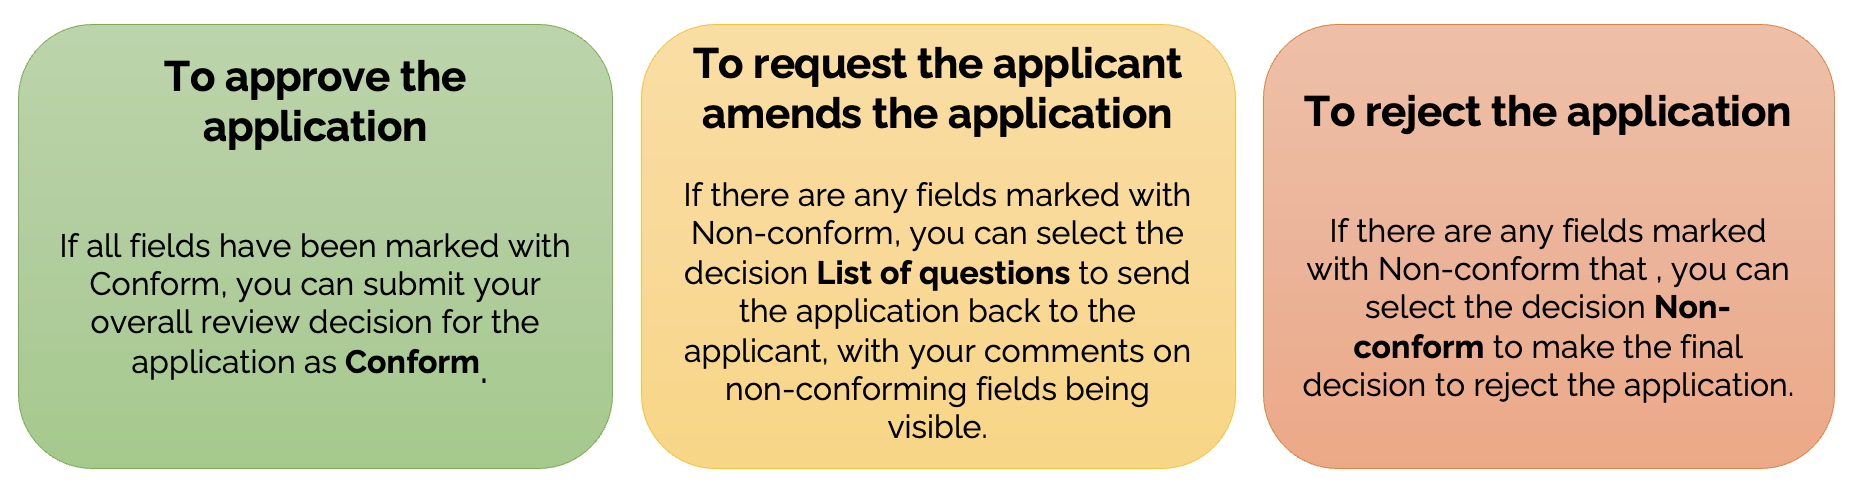 To approve the
application
If all fields have been marked with
Conform, you can submit your
overall review decision for the
application as Conform.
To request the applicant
amends the application
If there are any fields marked with
Non-conform, you can select the
decision List of questions to send
the application back to the
applicant, with your comments on
non-conforming fields being
visible.
To reject the application
If there are any fields marked
with Non-conform that , you can
select the decision Non-
conform to make the final
decision to reject the application.